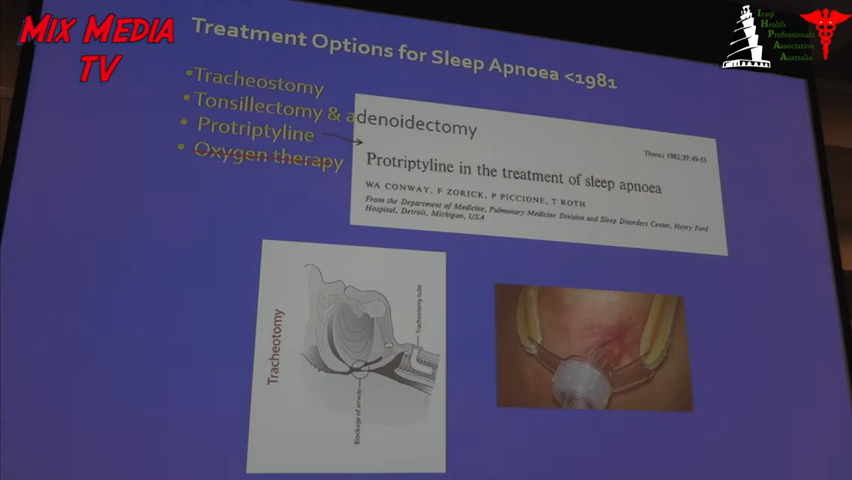 MIX MEDIA
TV
Iraqi
Health
Professionals
Association
Australia
Treatment Options for Sleep Apnoea <1981
•Tracheostomy
•Tonsillectomy & adenoidectomy
• Protriptyline
• Oxygen therapy
Thorax 1982;37:49-53
Protriptyline in the treatment of sleep apnoea
WA CONWAY, F ZORICK, P PICCIONE, T ROTH
From the Department of Medicine, Pulmonary Medicine Division and Sleep Disorders Center, Henry Ford
Hospital, Detroit, Michigan, USA
Tracheotomy
Blockage of airway
Tracheostomy tube